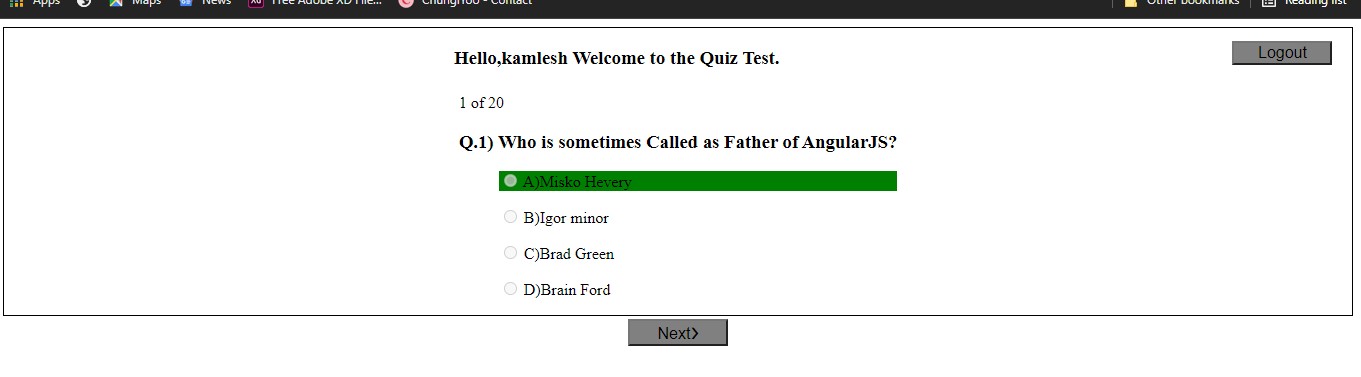 Apps Maps News Free Adobe XD File... ChungYoo - Contact Other bookmarks Reading list
Hello,kamlesh Welcome to the Quiz Test.
Logout
1 of 20
Q.1) Who is sometimes Called as Father of AngularJS?
A)Misko Hevery
B)Igor minor
C)Brad Green
D)Brain Ford
Next❯